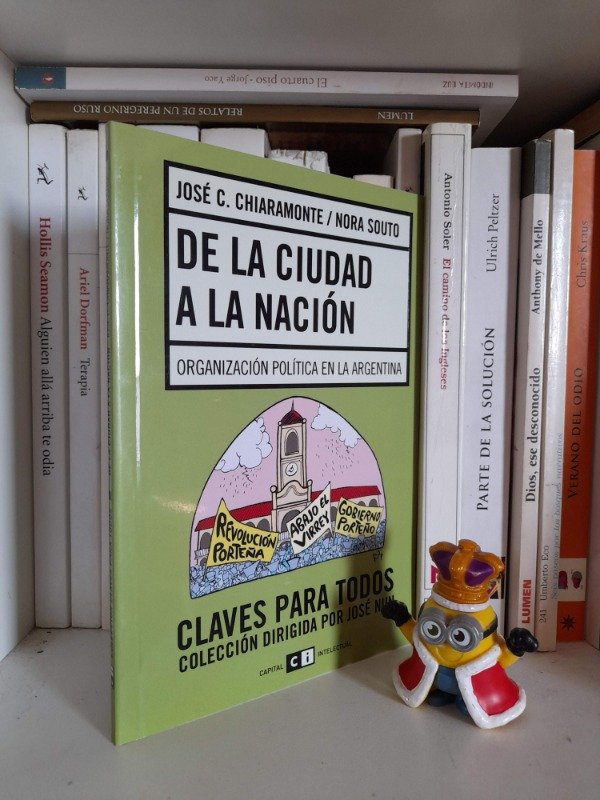 El cuarto piso - Jorge Yaco
INDOMITA LUZ
RELATOS DE UN PEREGRINO RUSO
LUMEN
Hollis Seamon Alguien allá arriba te odia
Ariel Dorfman Terapia
JOSÉ C. CHIARAMONTE / NORA SOUTO
DE LA CIUDAD
A LA NACIÓN
ORGANIZACIÓN POLÍTICA EN LA ARGENTINA
REVOLUCIÓN
PORTEÑA
ABAJO EL
VIRREY
GOBIERNO
PORTEÑO!
CLAVES PARA TODOS
COLECCIÓN DIRIGIDA POR JOSÉ NUN
CAPITAL
ci
INTELECTUAL
Antonio Soler El camino de los Ingleses
Ulrich Peltzer
PARTE DE LA SOLUCIÓN
Anthony de Mello
Dios, ese desconocido
LUMEN
241 Umberto Eco
Chris Kraus
VERANO DEL ODIO